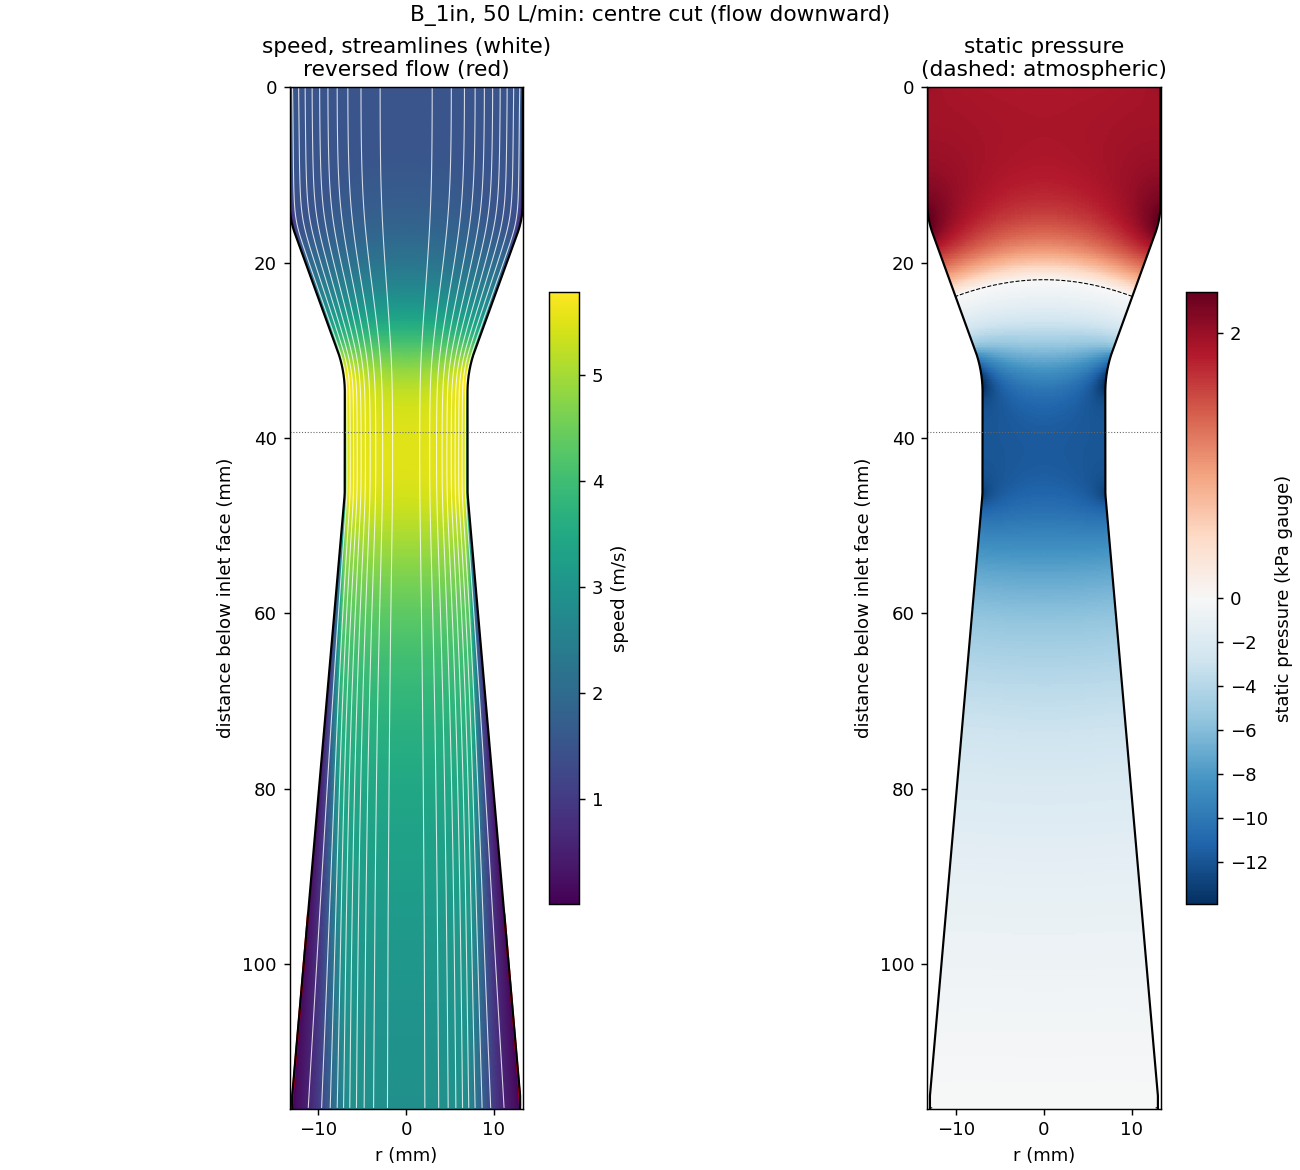 B_1in, 50 L/min: centre cut (flow downward)
speed, streamlines (white)
reversed flow (red)
0
20
40
60
80
100
distance below inlet face (mm)
−10
0
10
r (mm)
5
4
3
2
1
speed (m/s)
static pressure
(dashed: atmospheric)
0
20
40
60
80
100
distance below inlet face (mm)
−10
0
10
r (mm)
2
0
−2
−4
−6
−8
−10
−12
static pressure (kPa gauge)